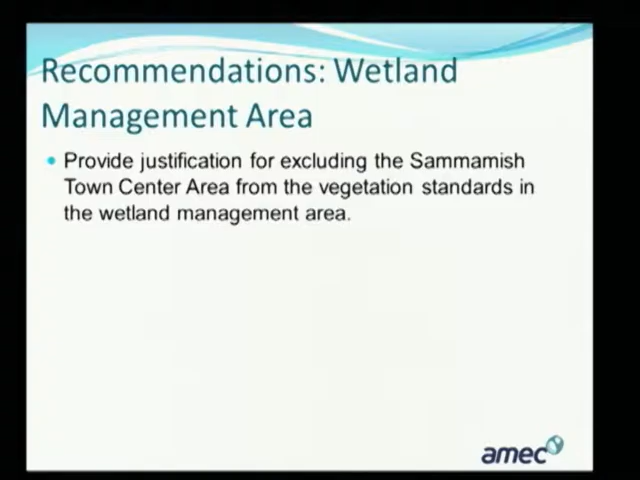 Recommendations: Wetland
Management Area
Provide justification for excluding the Sammamish
Town Center Area from the vegetation standards in
the wetland management area.
amec